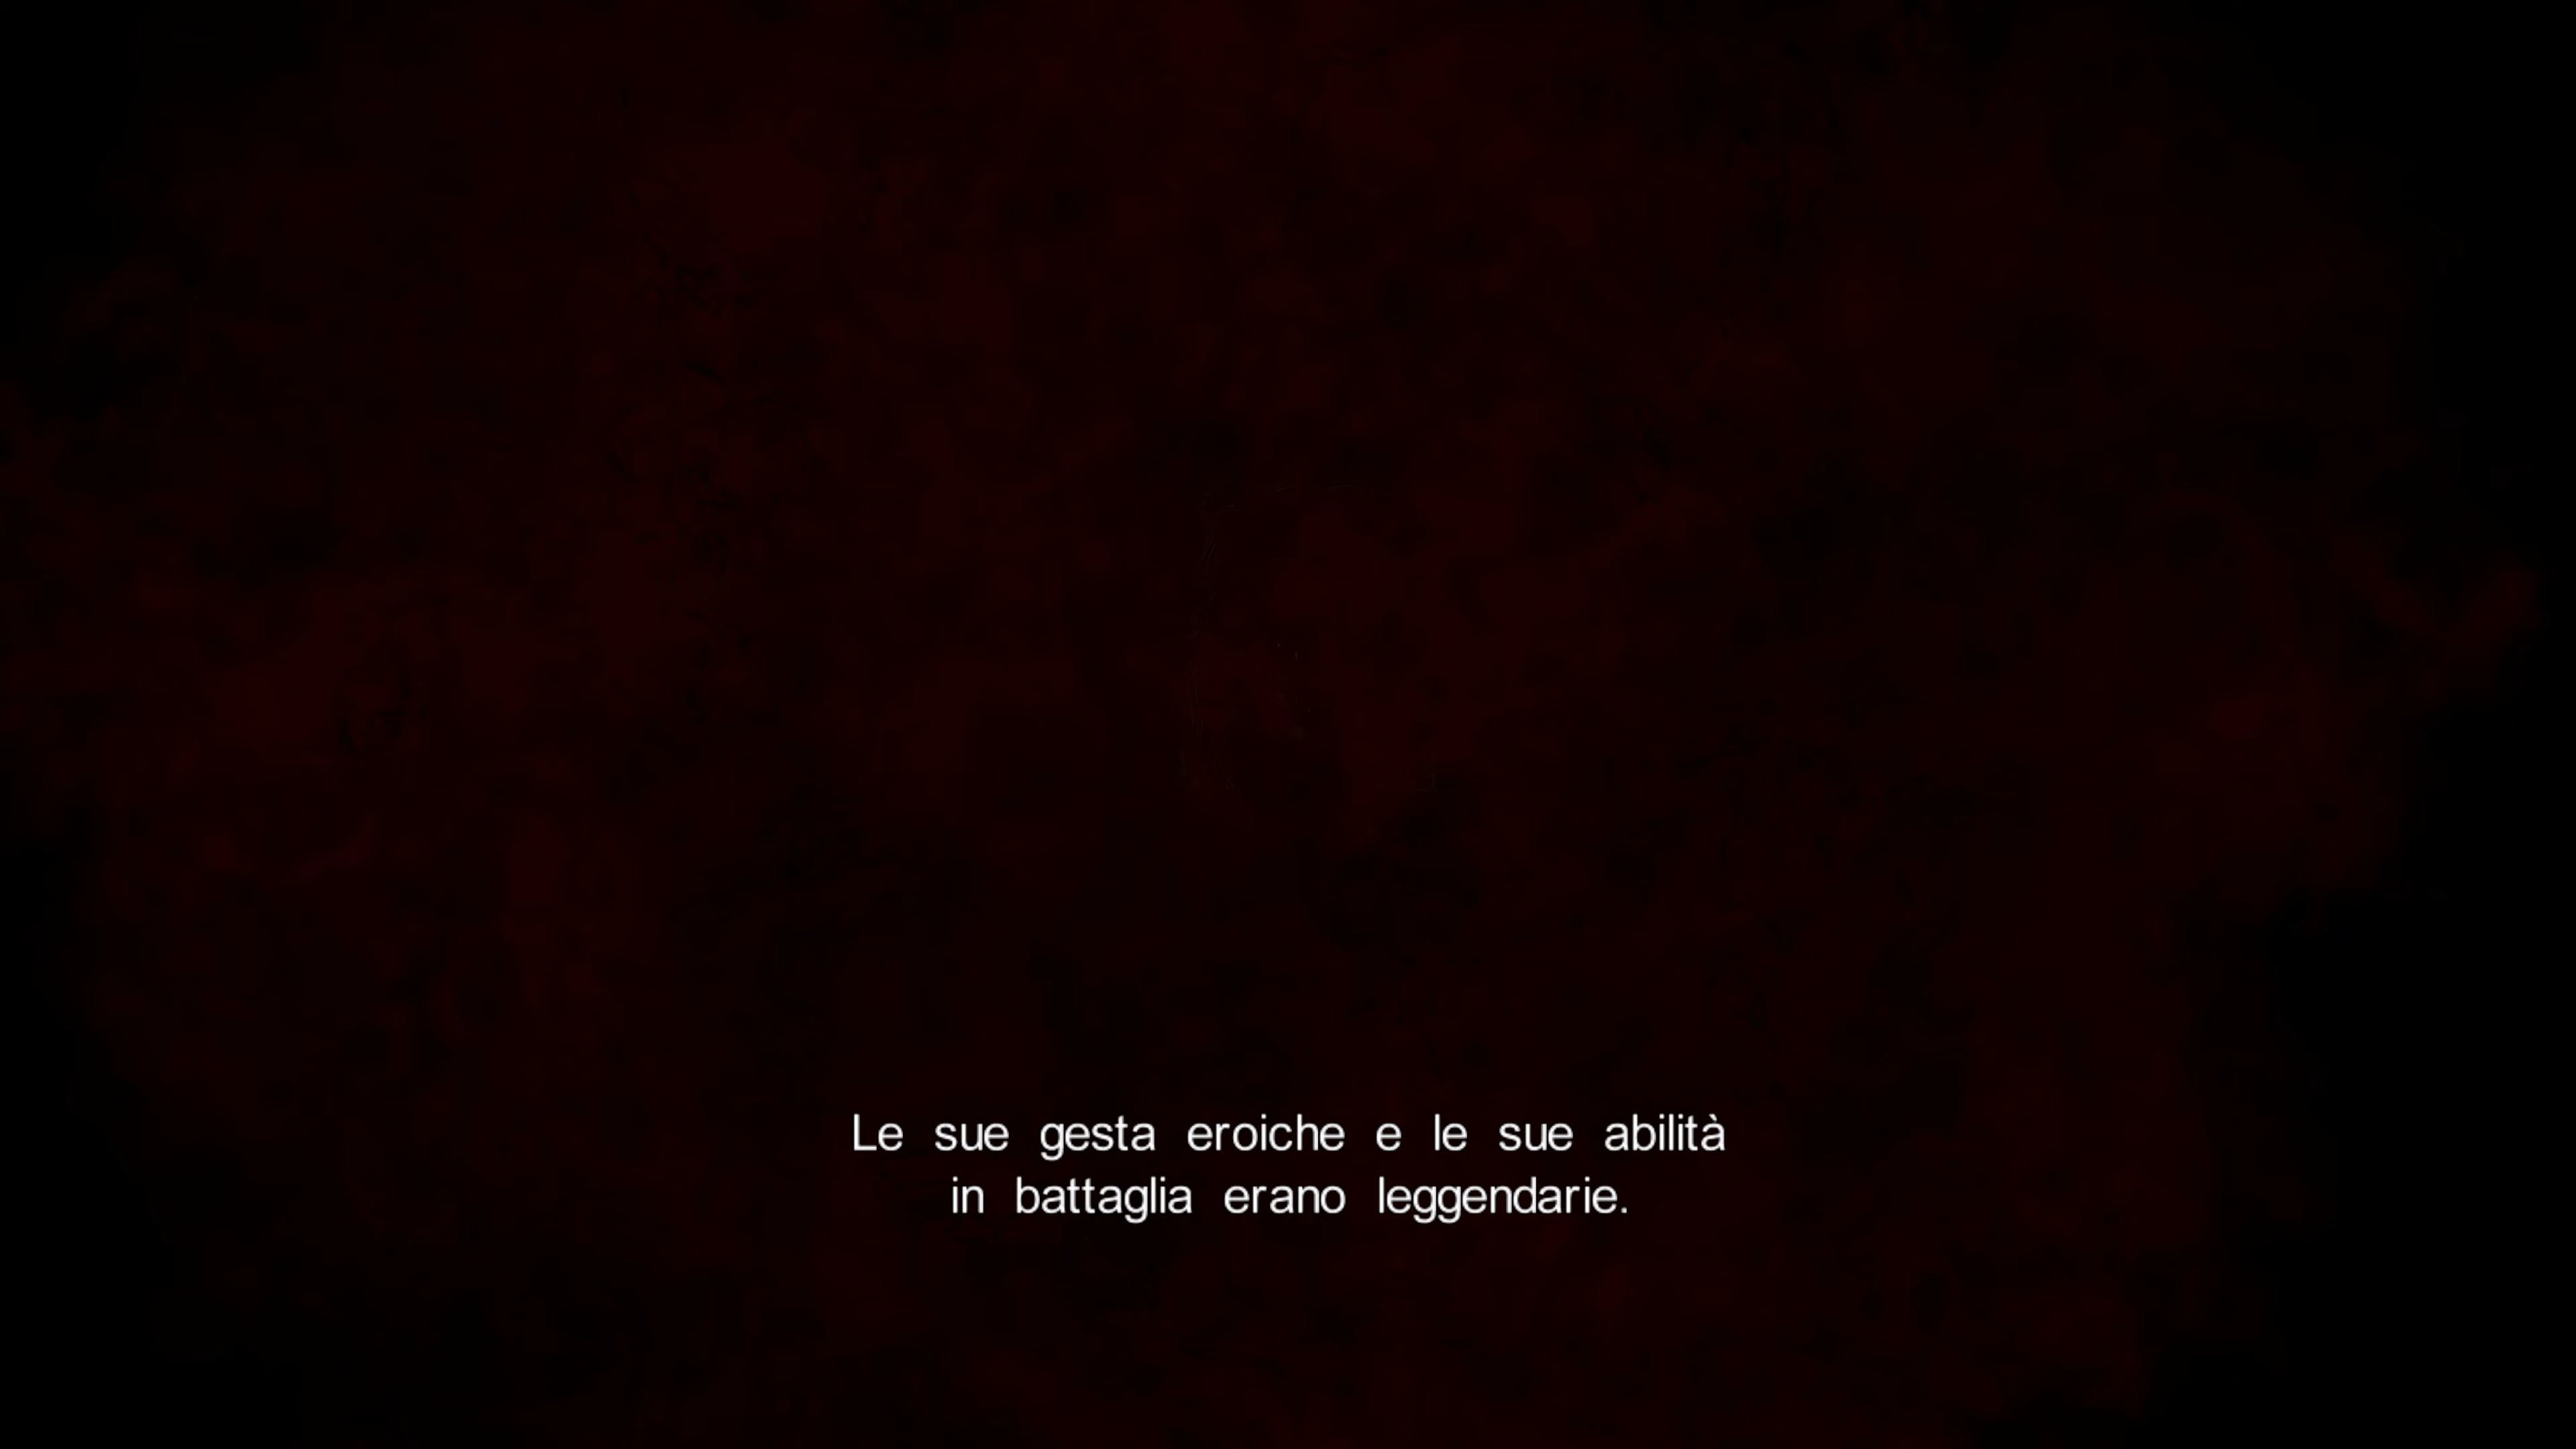 Le sue gesta eroiche e le sue abilità
in battaglia erano leggendarie.